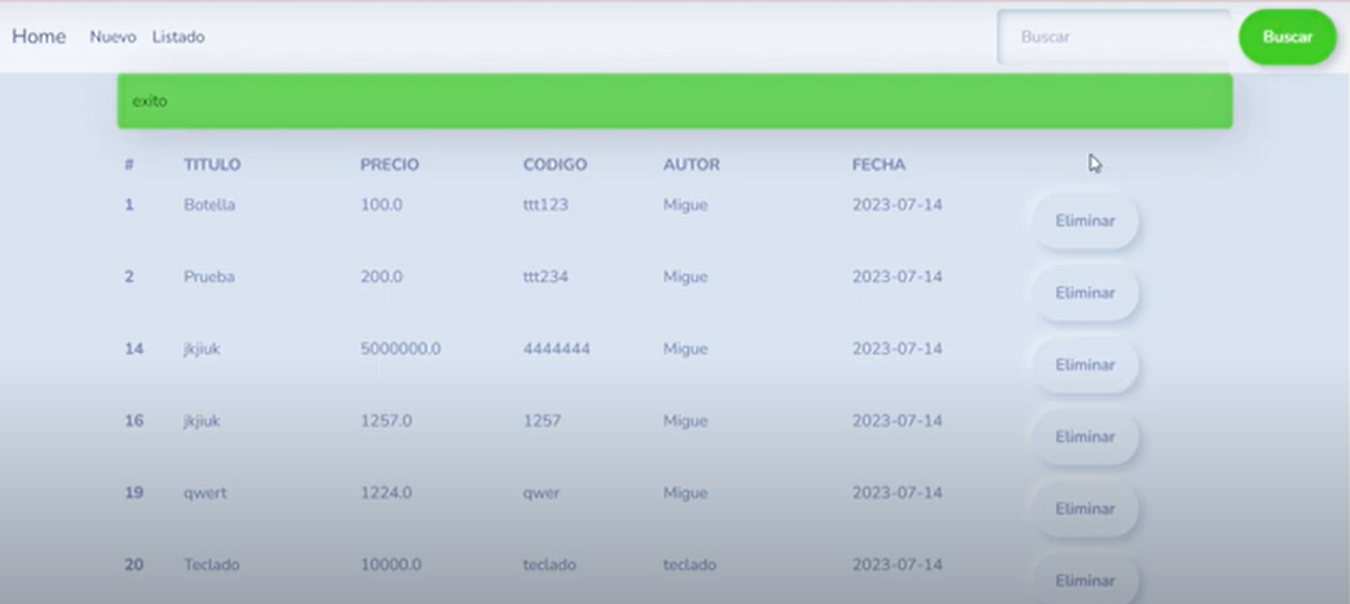 Home Nuevo Listado Buscar Buscar
exito
# TITULO PRECIO CODIGO AUTOR FECHA
1 Botella 100.0 ttt123 Migue 2023-07-14 Eliminar
2 Prueba 200.0 ttt234 Migue 2023-07-14 Eliminar
14 jkjiuk 5000000.0 4444444 Migue 2023-07-14 Eliminar
16 jkjiuk 1257.0 1257 Migue 2023-07-14 Eliminar
19 qwert 1224.0 qwer Migue 2023-07-14 Eliminar
20 Teclado 10000.0 teclado teclado 2023-07-14 Eliminar